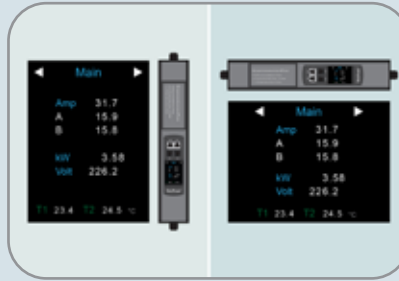 ◀ Main ▶
Amp 31.7
A 15.9
B 15.8
kW 3.58
Volt 226.2
T1 23.4 T2 24.5 °C
◀ Main ▶
Amp 31.7
A 15.9
B 15.8
kW 3.58
Volt 226.2
T1 23.4 T2 24.5 °C